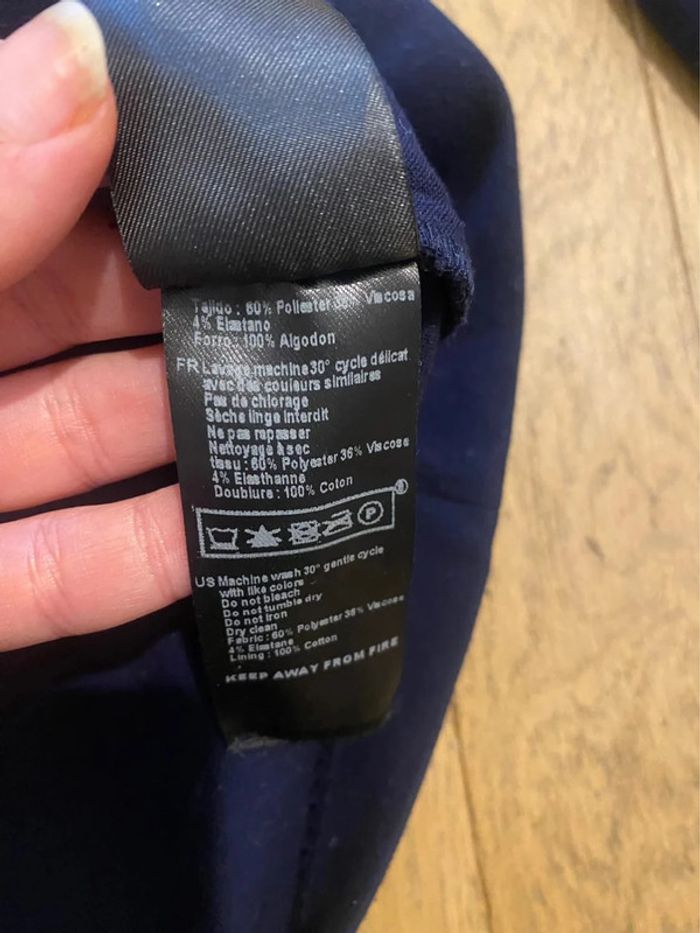 Tejido : 60% Poliester 36% Viscosa
4% Elastano
Forro : 100% Algodon
FR Lavage machine 30° cycle délicat
avec des couleurs similaires
Pas de chlorage
Sèche linge interdit
Ne pas repasser
Nettoyage à sec
tissu : 60% Polyester 36% Viscose
4% Elasthanne
Doublure : 100% Coton
®
P
US Machine wash 30° gentle cycle
with like colors
Do not bleach
Do not tumble dry
Do not iron
Dry clean
Fabric : 60% Polyester 36% Viscose
4% Elastane
Lining : 100% Cotton
KEEP AWAY FROM FIRE